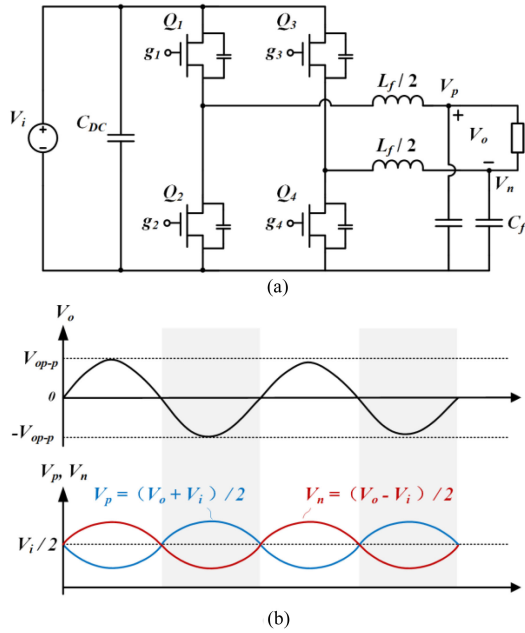 Q1 Q3
g1 g3
Lf / 2 Vp
+
Vi + CDC Vo
Lf / 2
−
− Vn
Q2 Q4
g2 g4 Cf
(a)
Vo
Vop-p
0
-Vop-p
Vp, Vn
Vp = (Vo + Vi) / 2 Vn = (Vo - Vi) / 2
Vi / 2
(b)